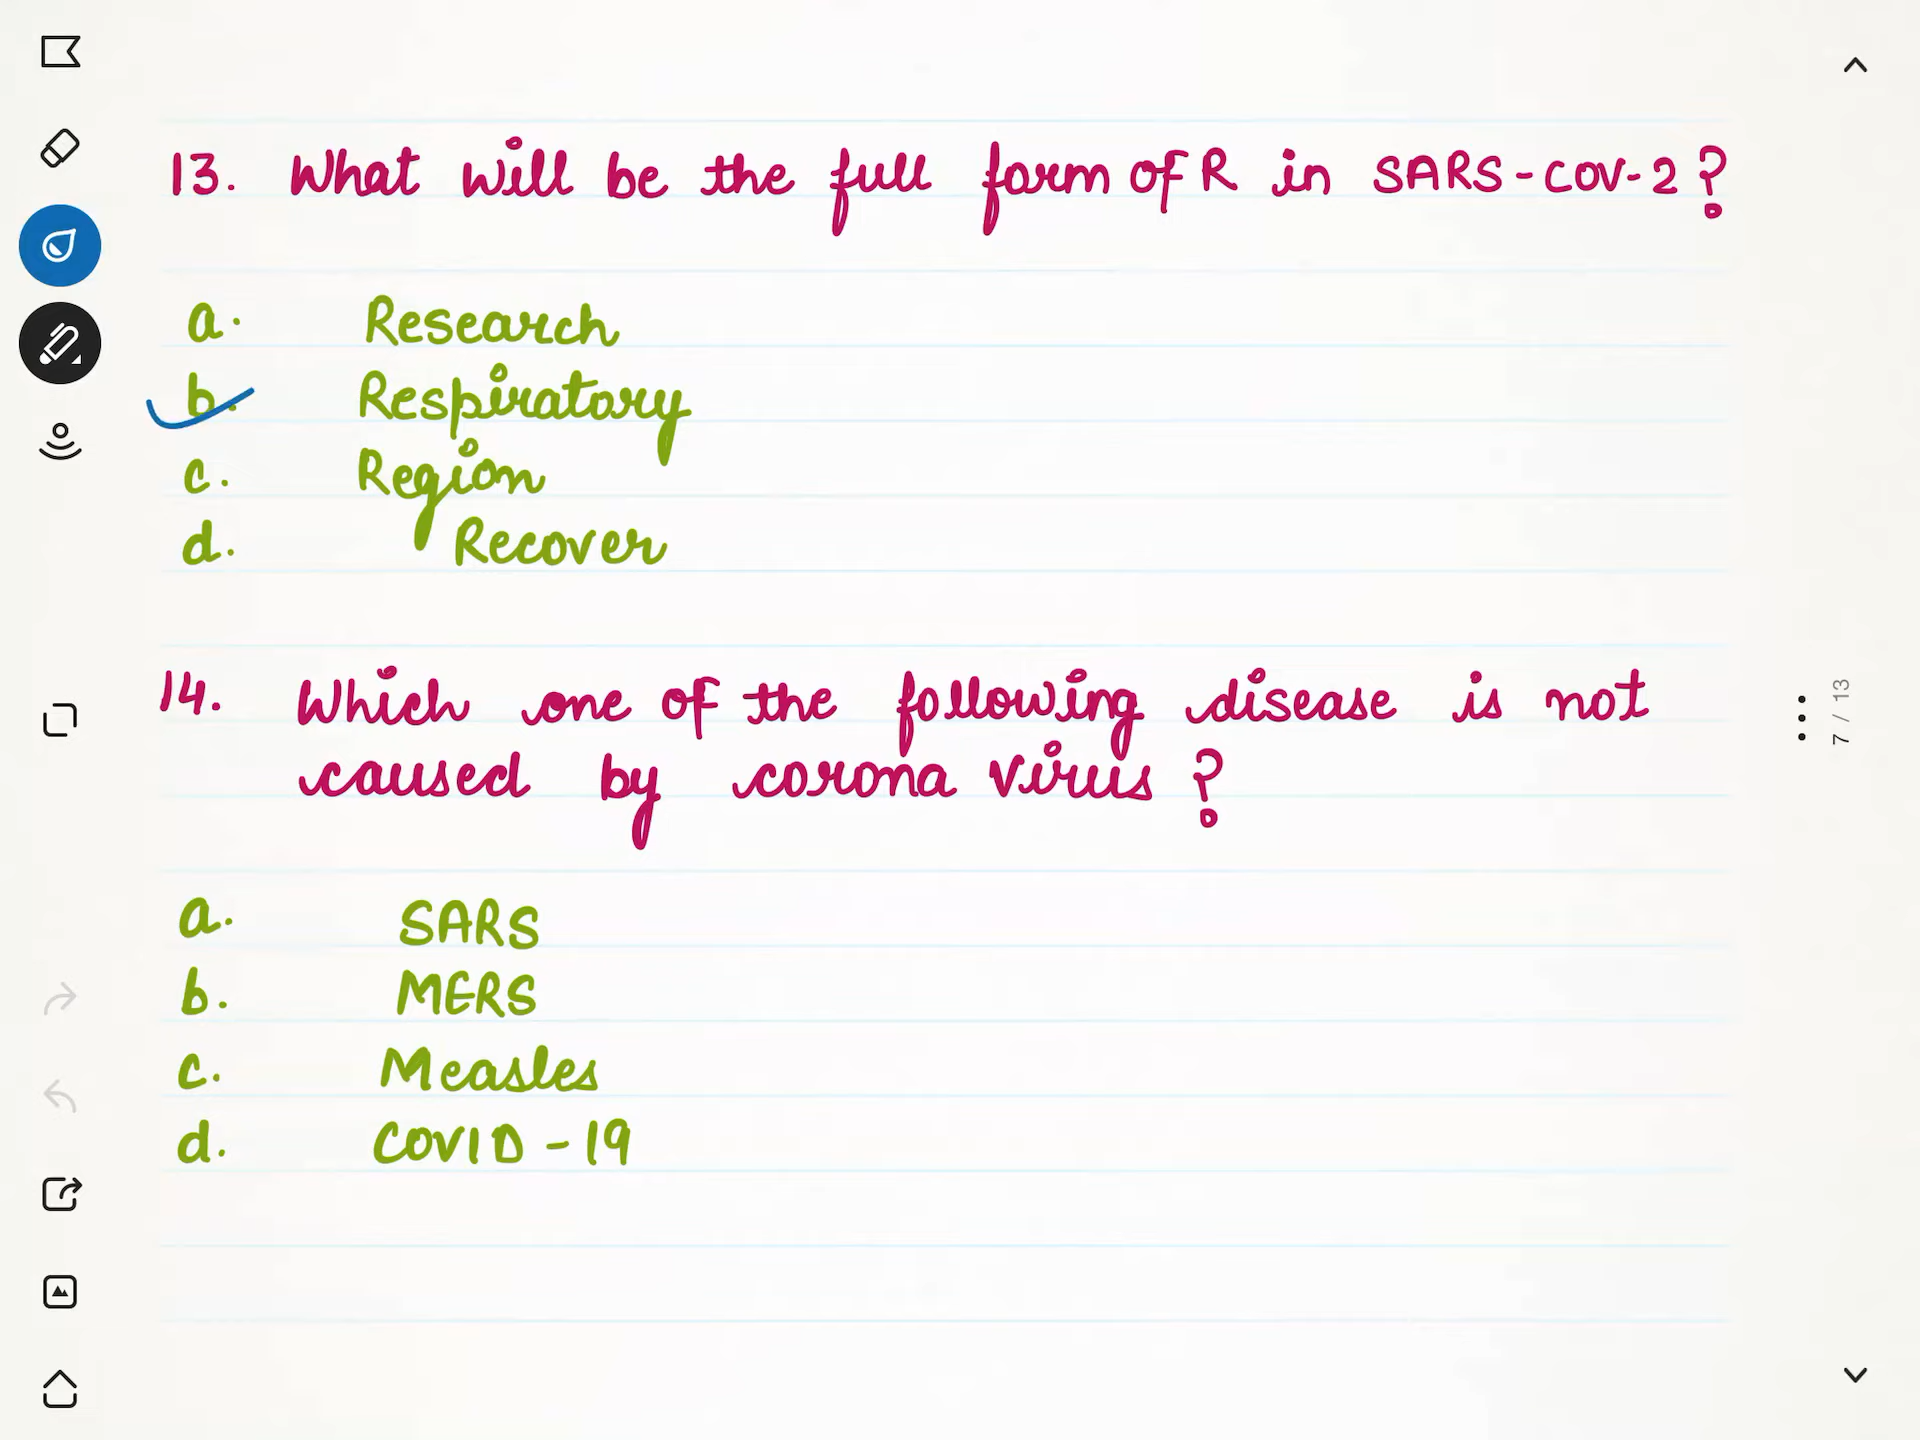 13. What will be the full form of R in SARS-COV-2 ?
a. Research
b. Respiratory
c. Region
d. Recover
14. Which one of the following disease is not
caused by corona virus ?
a. SARS
b. MERS
c. Measles
d. COVID-19
7 / 13